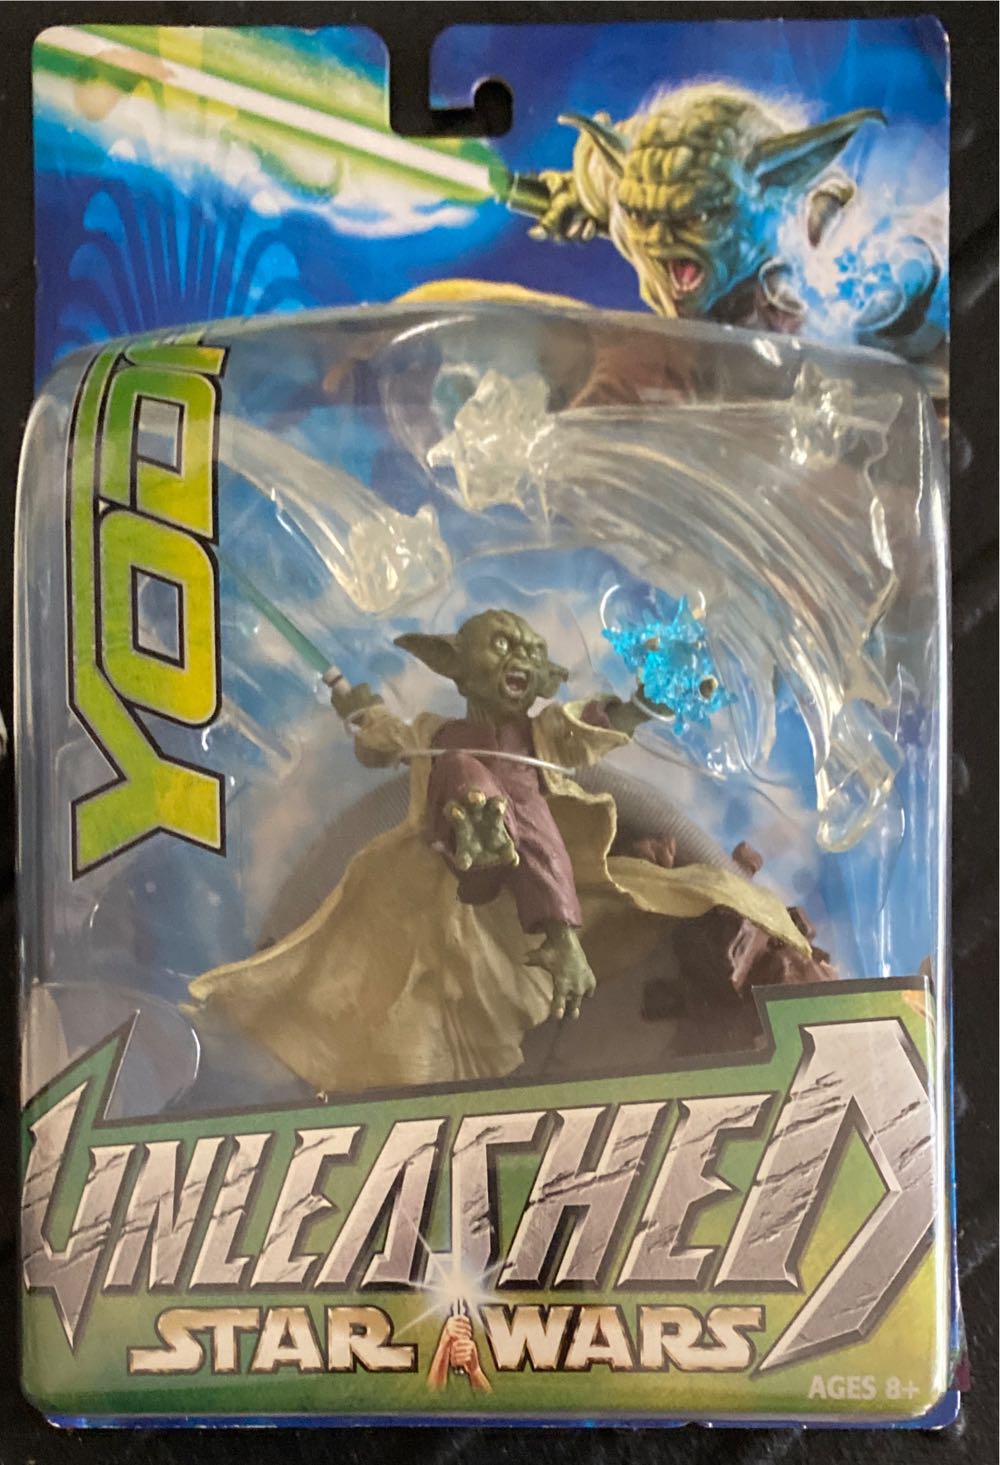 YODA
UNLEASHED
STAR WARS
AGES 8+